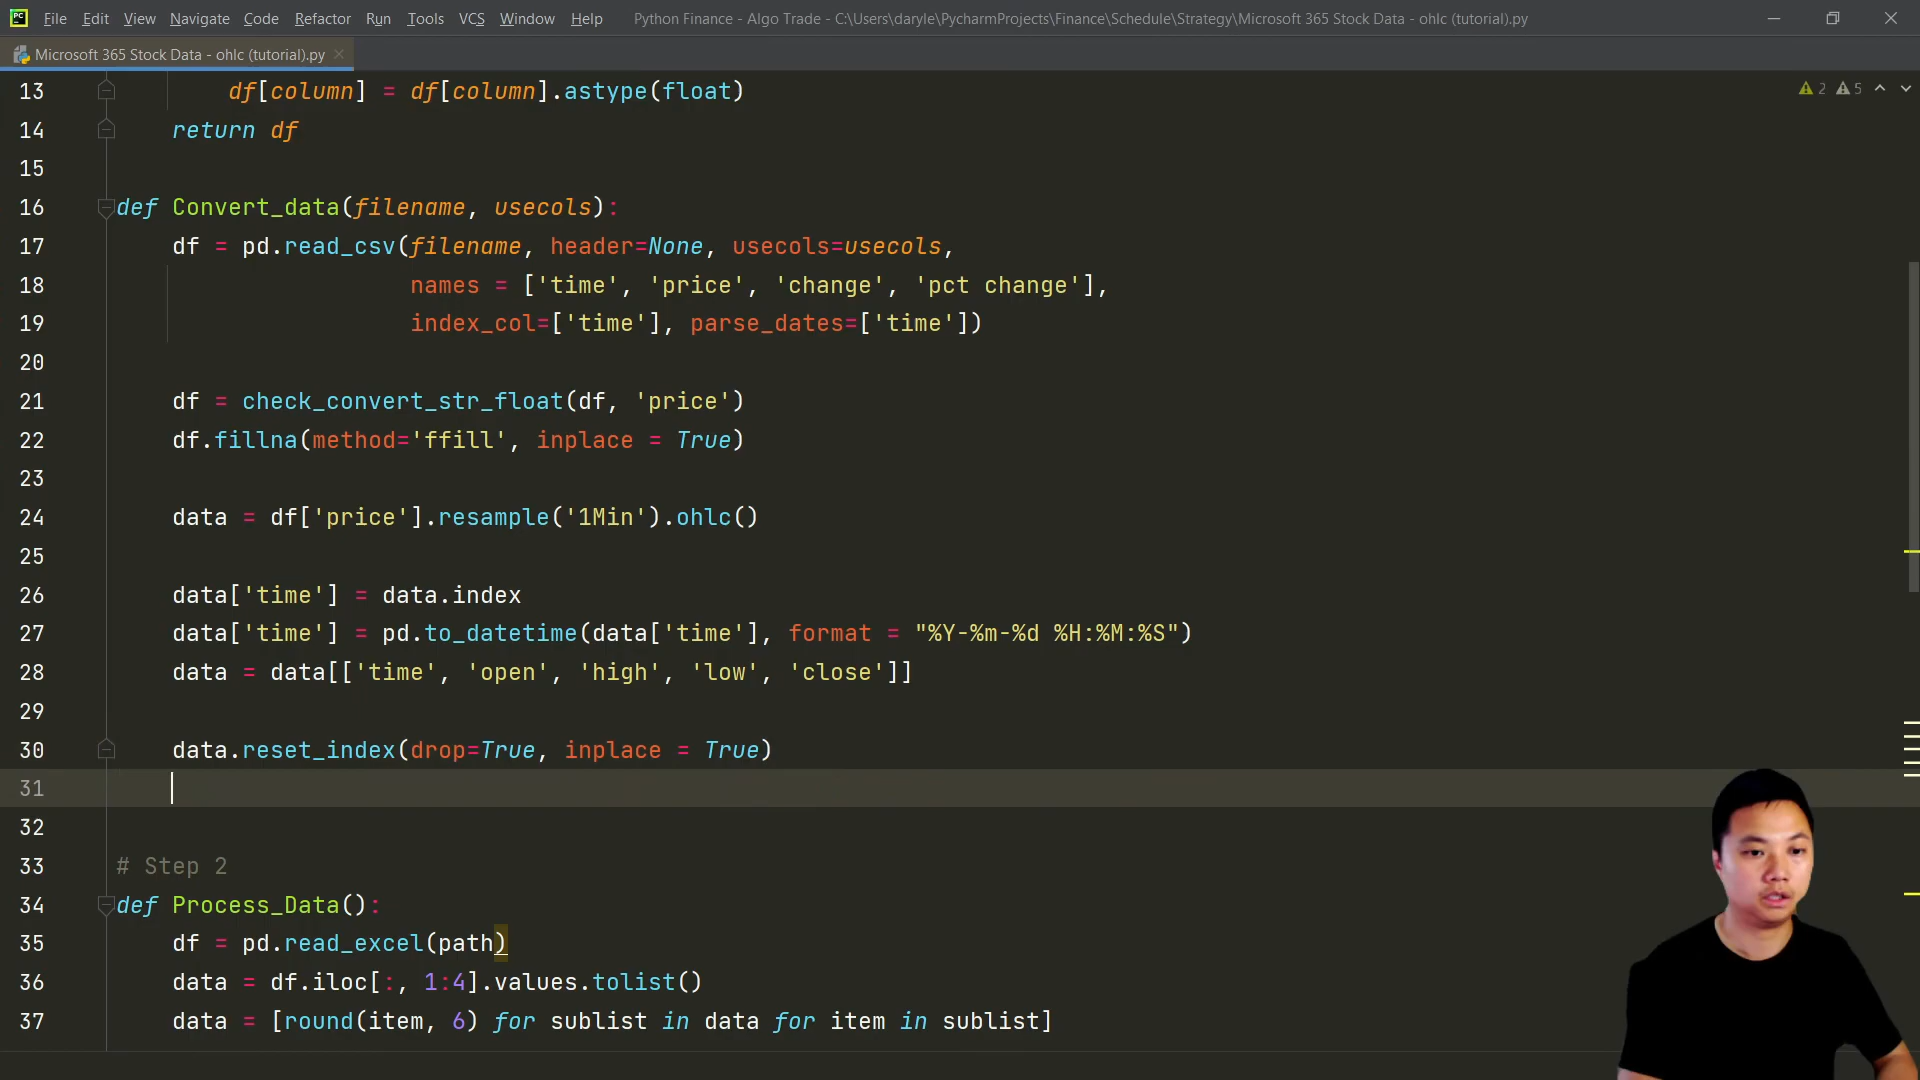 PC File Edit View Navigate Code Refactor Run Tools VCS Window Help Python Finance - Algo Trade - C:\Users\daryle\PycharmProjects\Finance\Schedule\Strategy\Microsoft 365 Stock Data - ohlc (tutorial).py
Microsoft 365 Stock Data - ohlc (tutorial).py
2 5
13 df[column] = df[column].astype(float)
14 return df
15
16 def Convert_data(filename, usecols):
17 df = pd.read_csv(filename, header=None, usecols=usecols,
18 names = ['time', 'price', 'change', 'pct change'],
19 index_col=['time'], parse_dates=['time'])
20
21 df = check_convert_str_float(df, 'price')
22 df.fillna(method='ffill', inplace = True)
23
24 data = df['price'].resample('1Min').ohlc()
25
26 data['time'] = data.index
27 data['time'] = pd.to_datetime(data['time'], format = "%Y-%m-%d %H:%M:%S")
28 data = data[['time', 'open', 'high', 'low', 'close']]
29
30 data.reset_index(drop=True, inplace = True)
31
32
33 # Step 2
34 def Process_Data():
35 df = pd.read_excel(path)
36 data = df.iloc[:, 1:4].values.tolist()
37 data = [round(item, 6) for sublist in data for item in sublist]